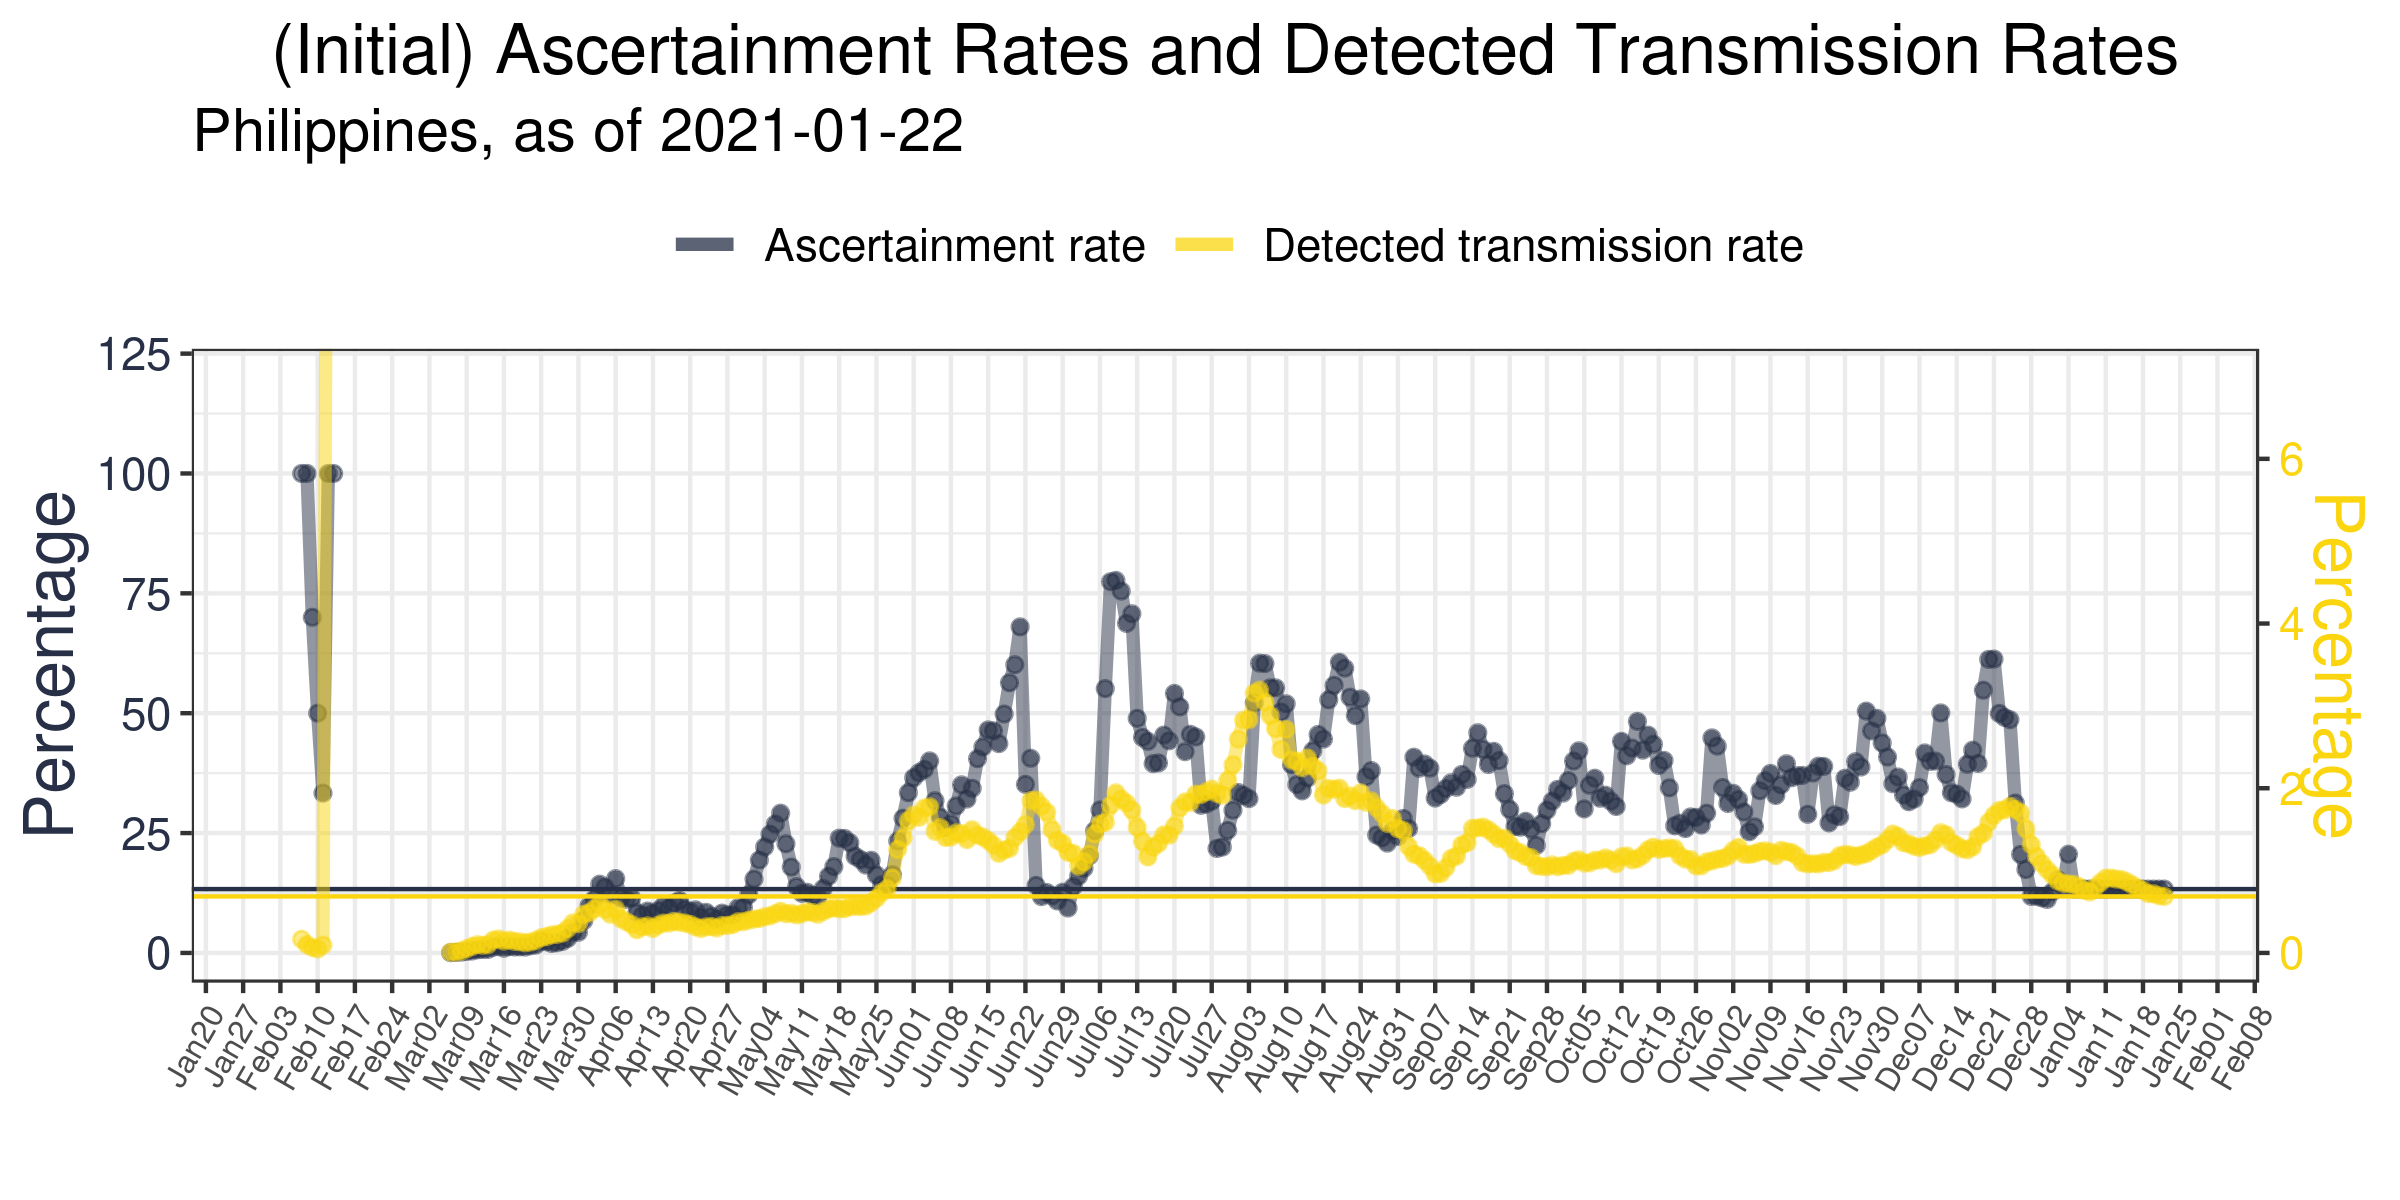 (Initial) Ascertainment Rates and Detected Transmission Rates
Philippines, as of 2021-01-22
Ascertainment rate
Detected transmission rate
Percentage
125
100
75
50
25
0
6
4
2
0
Percentage
Jan20
Jan27
Feb03
Feb10
Feb17
Feb24
Mar02
Mar09
Mar16
Mar23
Mar30
Apr06
Apr13
Apr20
Apr27
May04
May11
May18
May25
Jun01
Jun08
Jun15
Jun22
Jun29
Jul06
Jul13
Jul20
Jul27
Aug03
Aug10
Aug17
Aug24
Aug31
Sep07
Sep14
Sep21
Sep28
Oct05
Oct12
Oct19
Oct26
Nov02
Nov09
Nov16
Nov23
Nov30
Dec07
Dec14
Dec21
Dec28
Jan04
Jan11
Jan18
Jan25
Feb01
Feb08